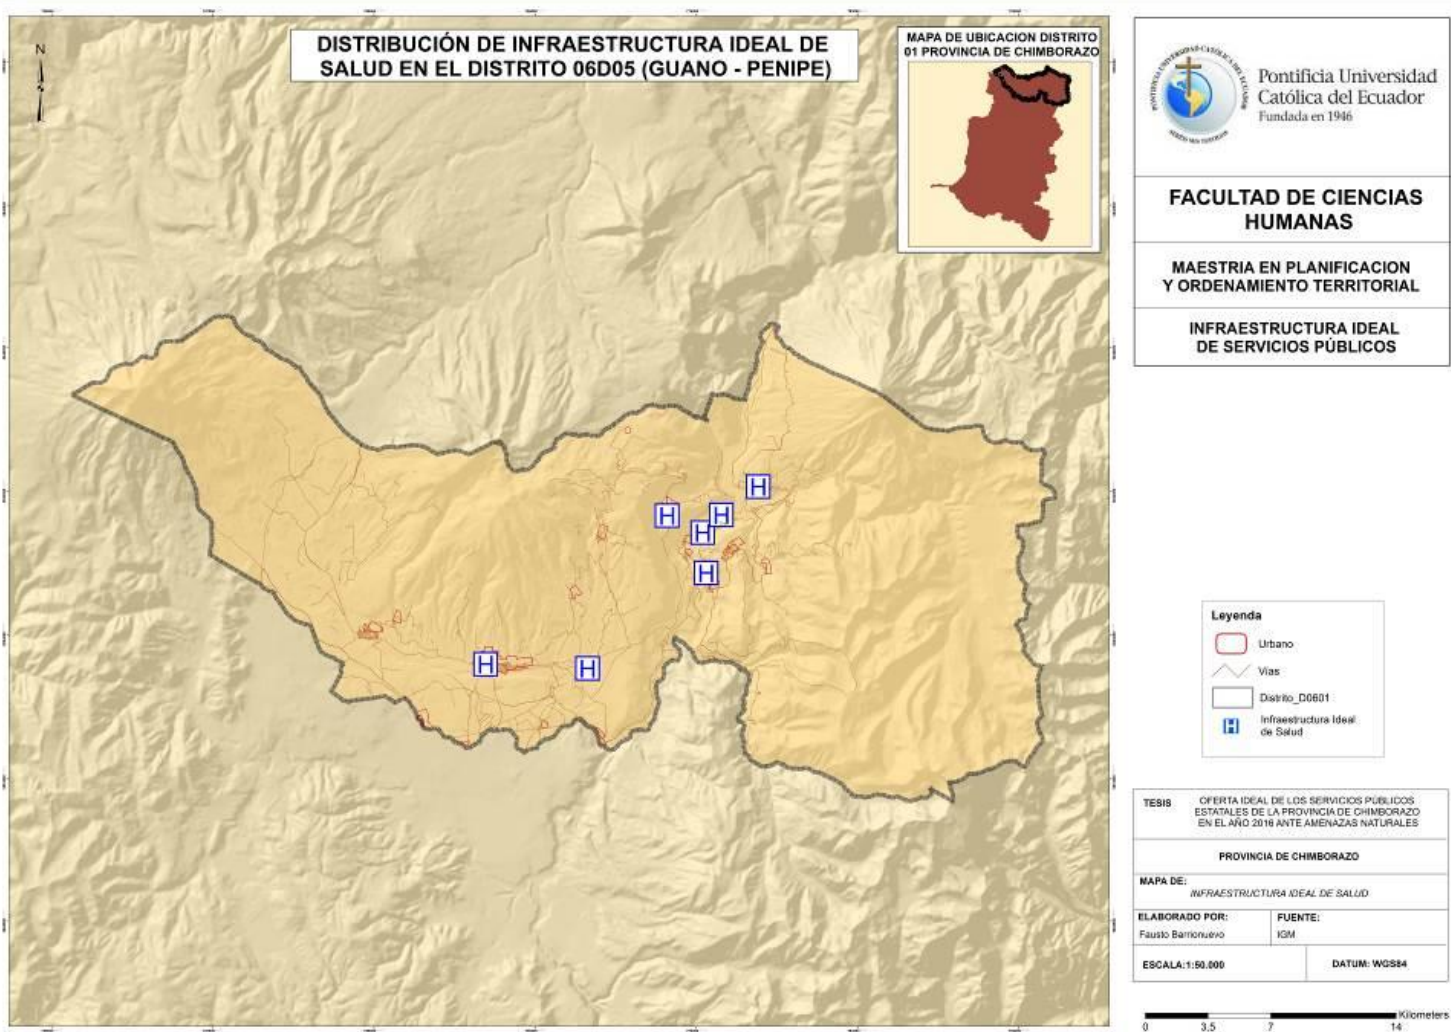 DISTRIBUCIÓN DE INFRAESTRUCTURA IDEAL DE
SALUD EN EL DISTRITO 06D05 (GUANO - PENIPE)
N
MAPA DE UBICACION DISTRITO
01 PROVINCIA DE CHIMBORAZO
H
H
H
H
H
H
H
Pontificia Universidad
Católica del Ecuador
Fundada en 1946
FACULTAD DE CIENCIAS
HUMANAS
MAESTRIA EN PLANIFICACION
Y ORDENAMIENTO TERRITORIAL
INFRAESTRUCTURA IDEAL
DE SERVICIOS PÚBLICOS
Leyenda
Urbano
Vías
Distrito_D0601
H Infraestructura Ideal
de Salud
TESIS OFERTA IDEAL DE LOS SERVICIOS PÚBLICOS
ESTATALES DE LA PROVINCIA DE CHIMBORAZO
EN EL AÑO 2016 ANTE AMENAZAS NATURALES
PROVINCIA DE CHIMBORAZO
MAPA DE:
INFRAESTRUCTURA IDEAL DE SALUD
ELABORADO POR:
Fausto Barrionuevo
FUENTE:
IGM
ESCALA:1:50.000
DATUM: WGS84
Kilometers
0 3,5 7 14